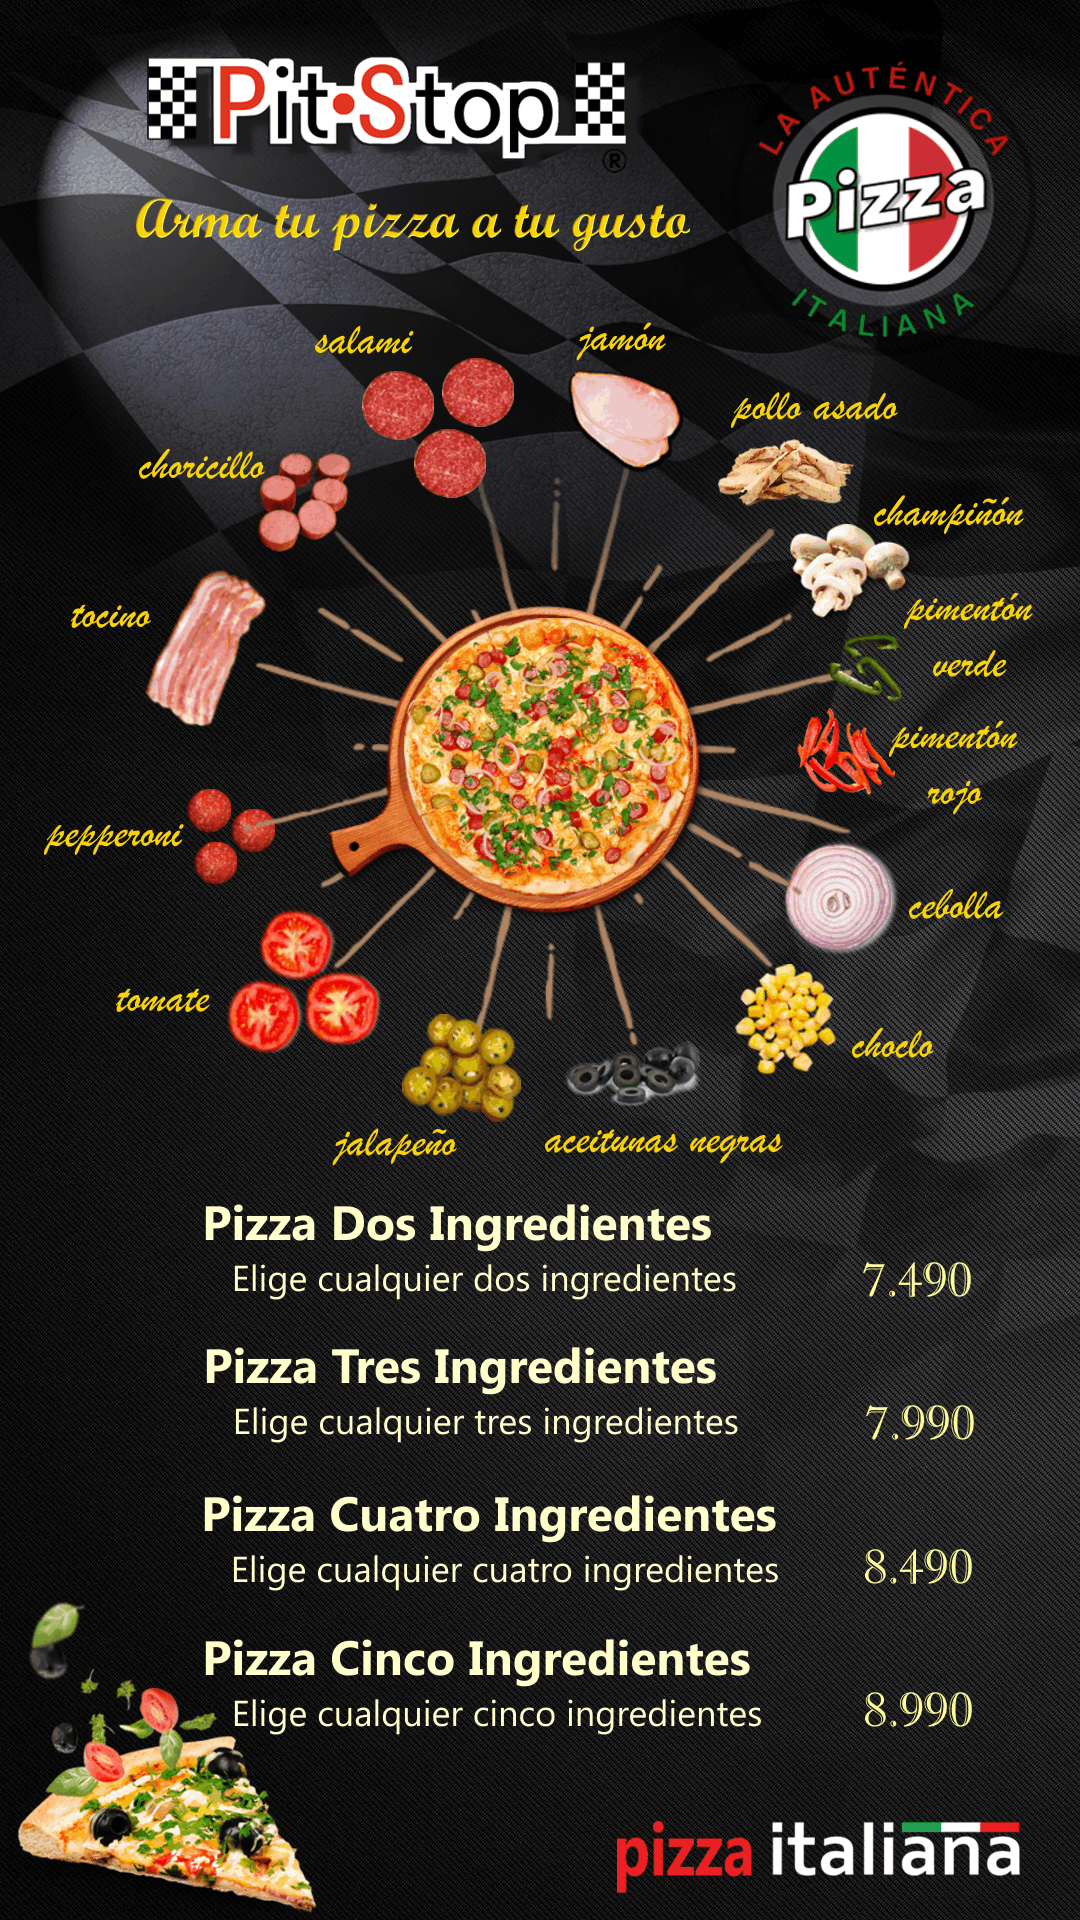 Pit•Stop
®
LA AUTÉNTICA
Pizza
ITALIANA
Arma tu pizza a tu gusto
salami
jamón
pollo asado
choricillo
champiñón
tocino
pimentón
verde
pimentón
rojo
pepperoni
cebolla
tomate
choclo
jalapeño
aceitunas negras
Pizza Dos Ingredientes
Elige cualquier dos ingredientes 7.490
Pizza Tres Ingredientes
Elige cualquier tres ingredientes 7.990
Pizza Cuatro Ingredientes
Elige cualquier cuatro ingredientes 8.490
Pizza Cinco Ingredientes
Elige cualquier cinco ingredientes 8.990
pizza italiana